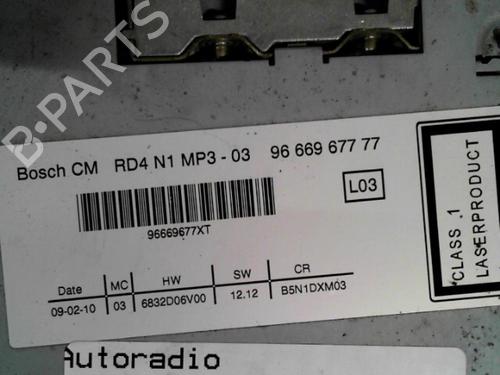 B-PARTS
Bosch CM RD4 N1 MP3 - 03 96 669 677 77
L03
96669677XT
Date MC HW SW CR
09-02-10 03 6832D06V00 12.12 B5N1DXM03
CLASS 1
LASERPRODUCT
Autoradio